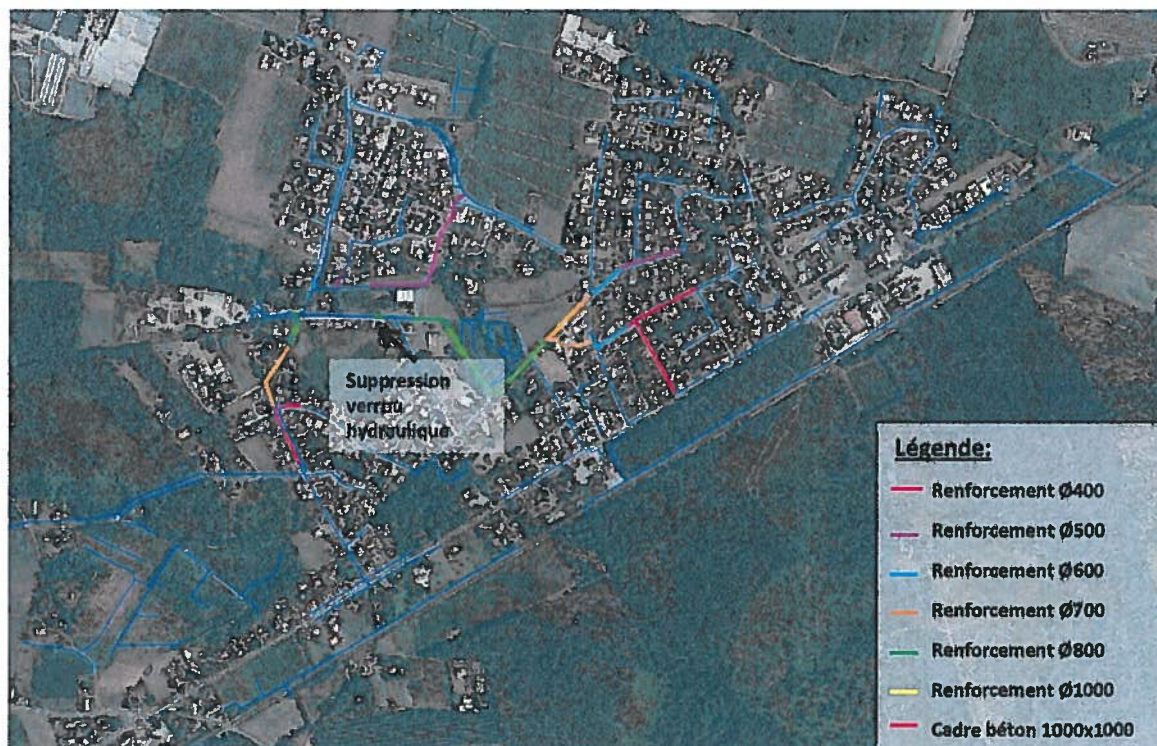 Suppression
verrou
hydraulique
Légende:
Renforcement Ø400
Renforcement Ø500
Renforcement Ø600
Renforcement Ø700
Renforcement Ø800
Renforcement Ø1000
Cadre béton 1000x1000